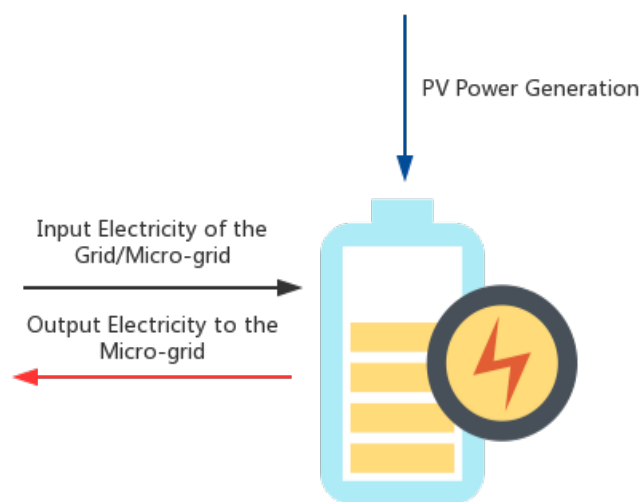 PV Power Generation
Input Electricity of the
Grid/Micro-grid
Output Electricity to the
Micro-grid